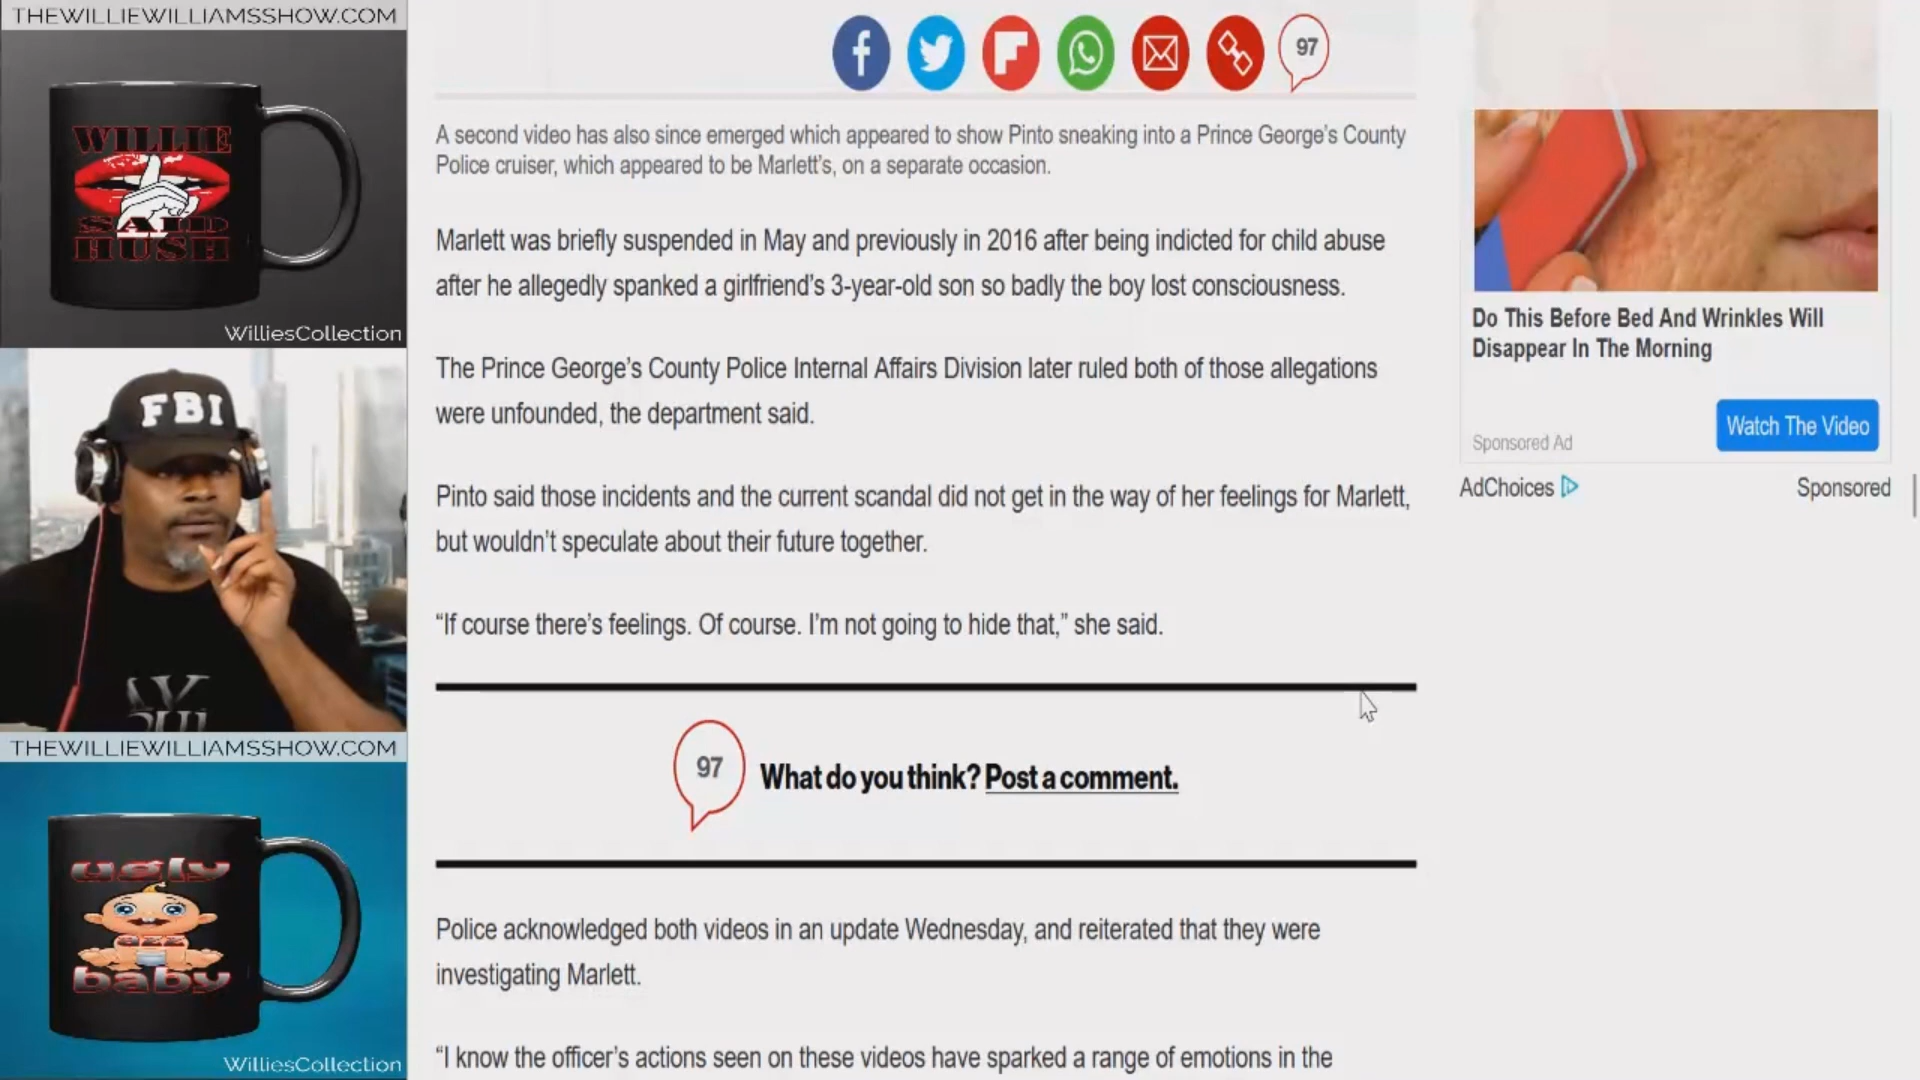 THEWILLIEWILLIAMSSHOW.COM
WILLIE
SAID
HUSH
WilliesCollection
FBI
THEWILLIEWILLIAMSSHOW.COM
ugly
baby
WilliesCollection
97
A second video has also since emerged which appeared to show Pinto sneaking into a Prince George's County
Police cruiser, which appeared to be Marlett's, on a separate occasion.
Marlett was briefly suspended in May and previously in 2016 after being indicted for child abuse
after he allegedly spanked a girlfriend's 3-year-old son so badly the boy lost consciousness.
The Prince George's County Police Internal Affairs Division later ruled both of those allegations
were unfounded, the department said.
Pinto said those incidents and the current scandal did not get in the way of her feelings for Marlett,
but wouldn't speculate about their future together.
“If course there's feelings. Of course. I'm not going to hide that,” she said.
97
What do you think? Post a comment.
Police acknowledged both videos in an update Wednesday, and reiterated that they were
investigating Marlett.
“I know the officer's actions seen on these videos have sparked a range of emotions in the
Do This Before Bed And Wrinkles Will
Disappear In The Morning
Sponsored Ad
Watch The Video
AdChoices
Sponsored